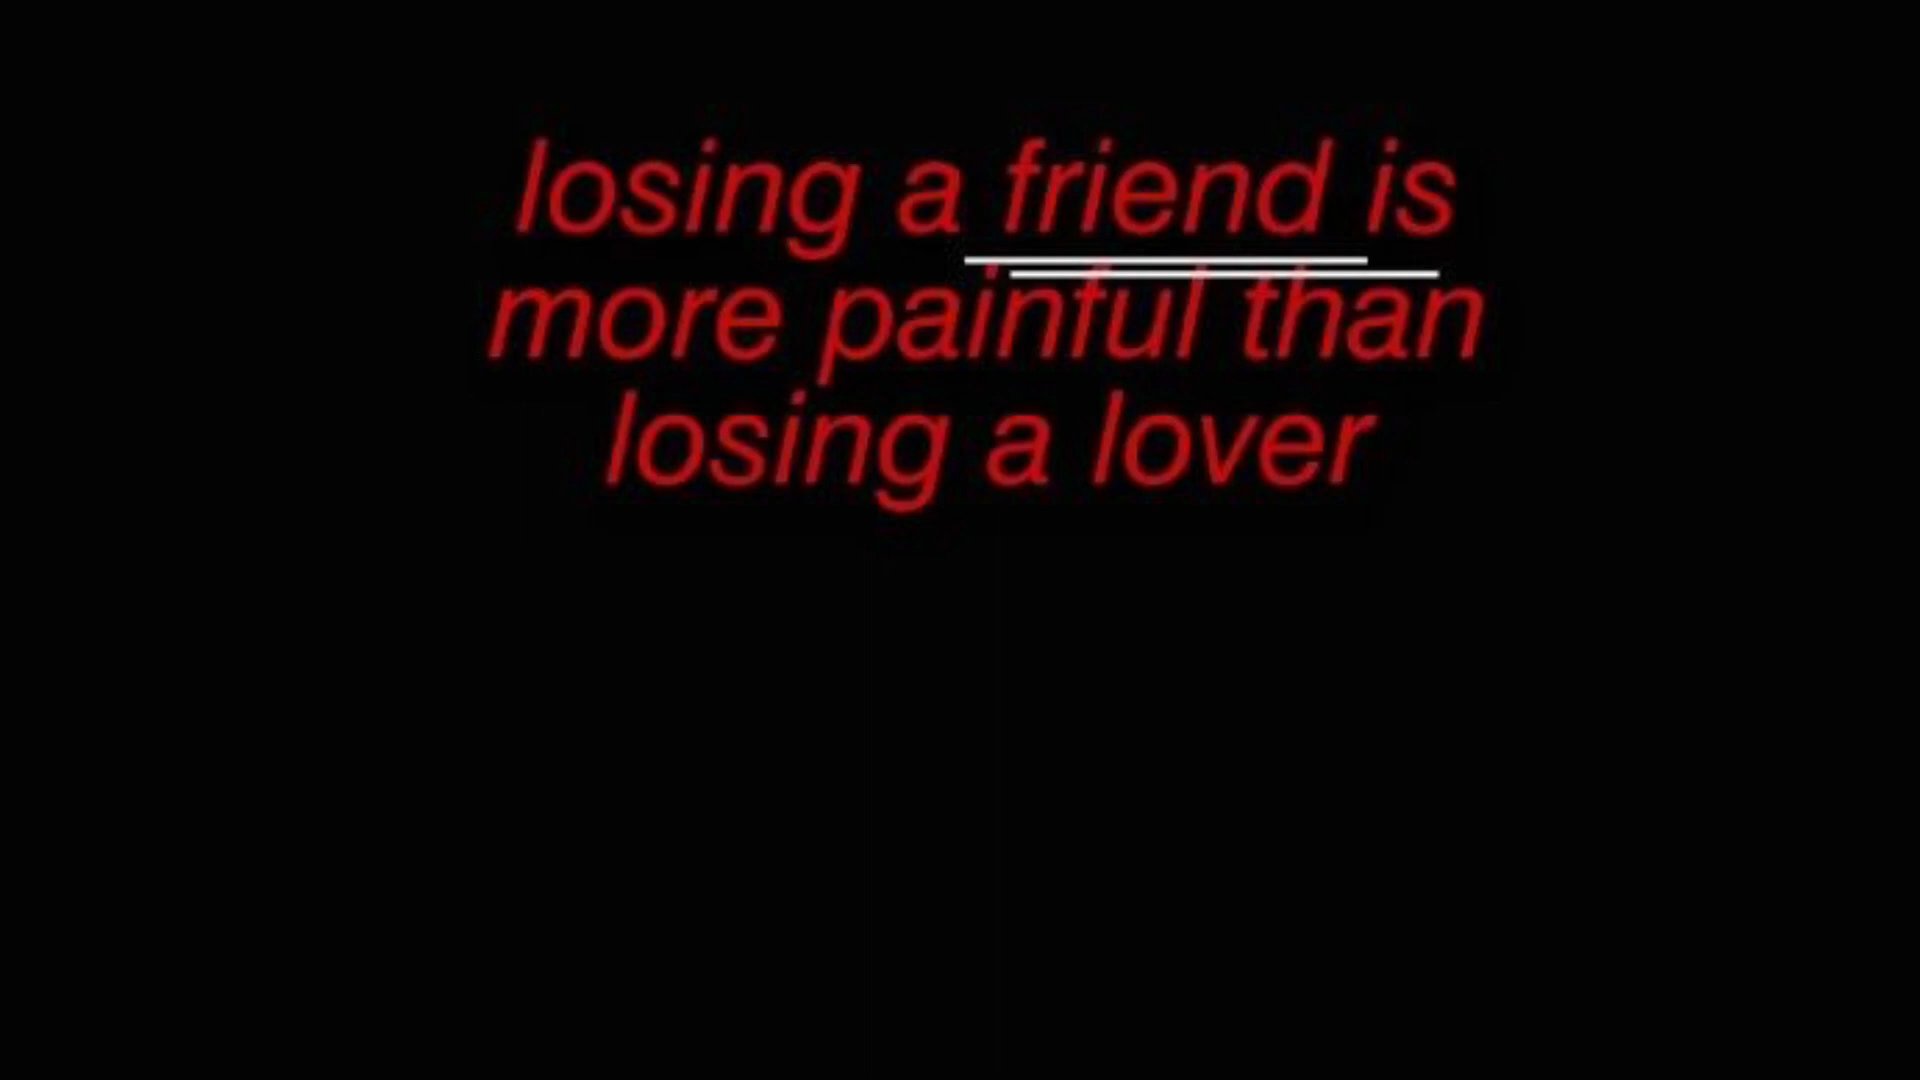 losing a friend is
more painful than
losing a lover